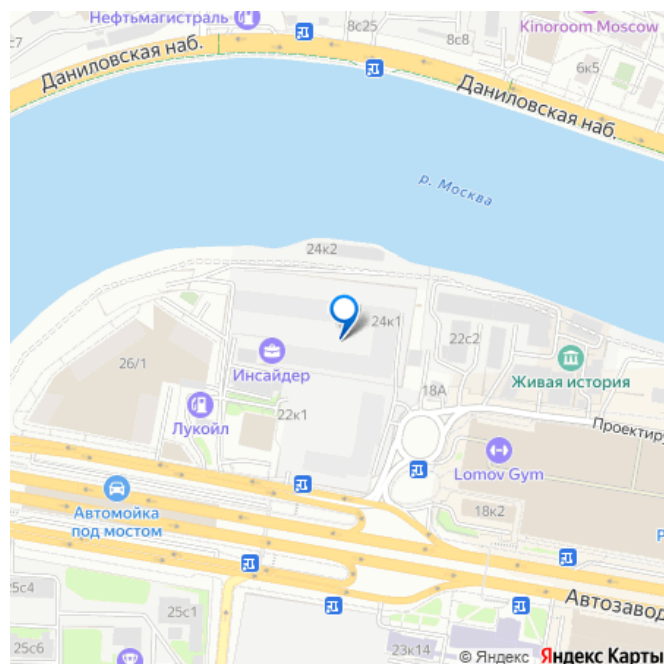 Нефтьмагистраль
8с25
8с8
Kinoroom Moscow
с7
6к5
Даниловская наб.
Даниловская наб.
р. Москва
24к2
24к1
22с2
26/1
Инсайдер
Живая история
18А
Лукойл
22к1
Проектиру
Lomov Gym
Автомойка
под мостом
18к2
Р
25с4
25с1
Автозавод
25с6
23к14
© Яндекс Яндекс Карты